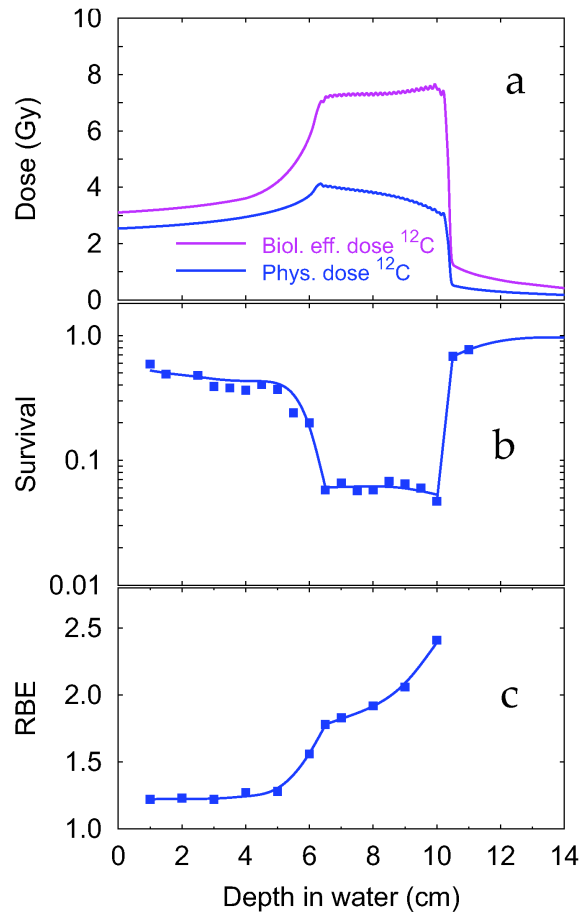 10
8
6
4
2
0
Dose (Gy)
a
Biol. eff. dose ¹²C
Phys. dose ¹²C
1.0
0.1
0.01
Survival
b
2.5
2.0
1.5
1.0
RBE
c
0 2 4 6 8 10 12 14
Depth in water (cm)